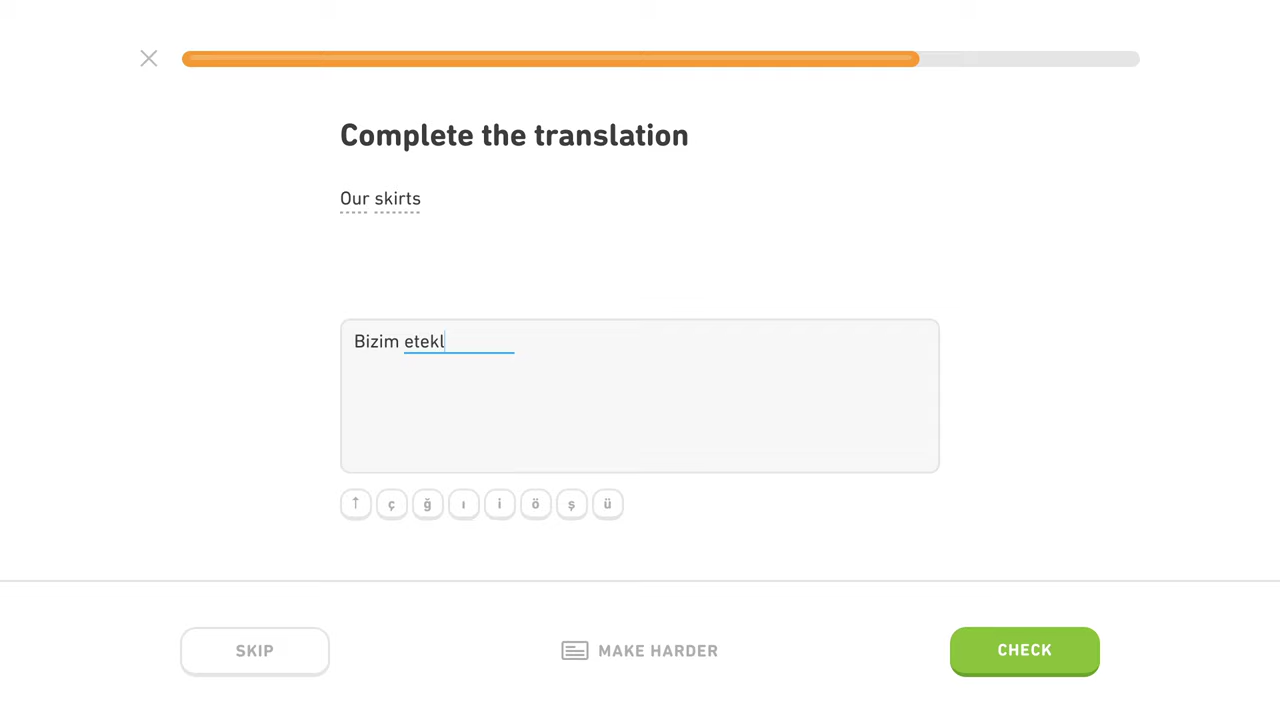 Complete the translation
Our skirts
Bizim etekl
↑ ç ğ ı i ö ş ü
SKIP
MAKE HARDER
CHECK